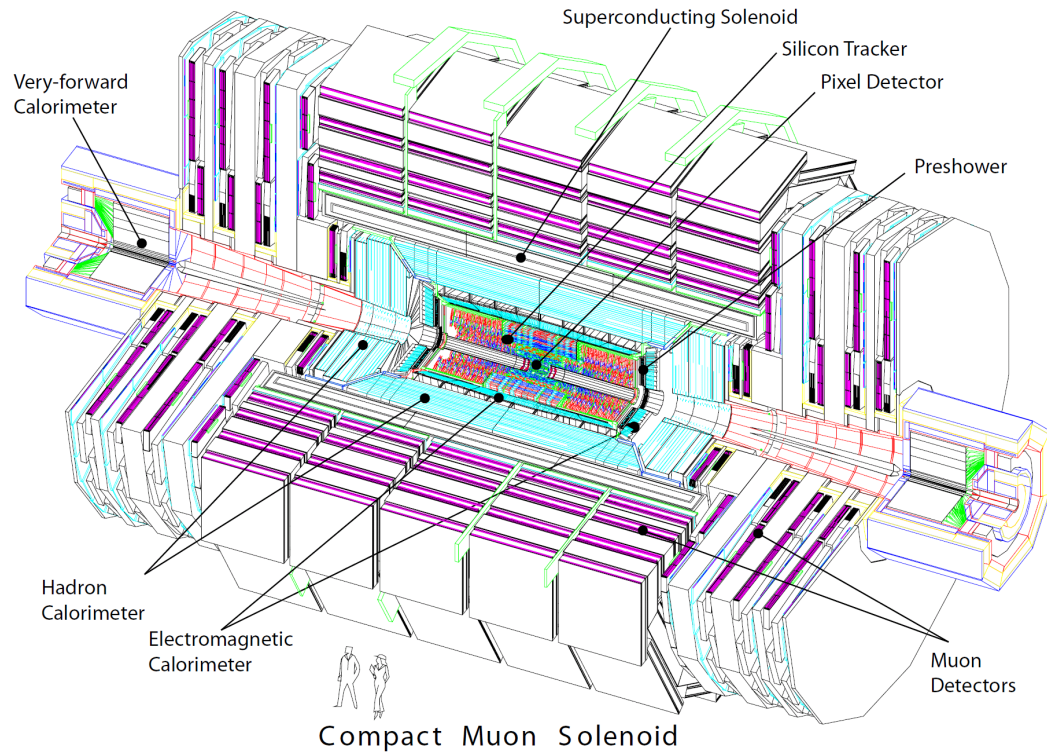 Superconducting Solenoid
Silicon Tracker
Pixel Detector
Very-forward
Calorimeter
Preshower
Hadron
Calorimeter
Electromagnetic
Calorimeter
Muon
Detectors
Compact Muon Solenoid